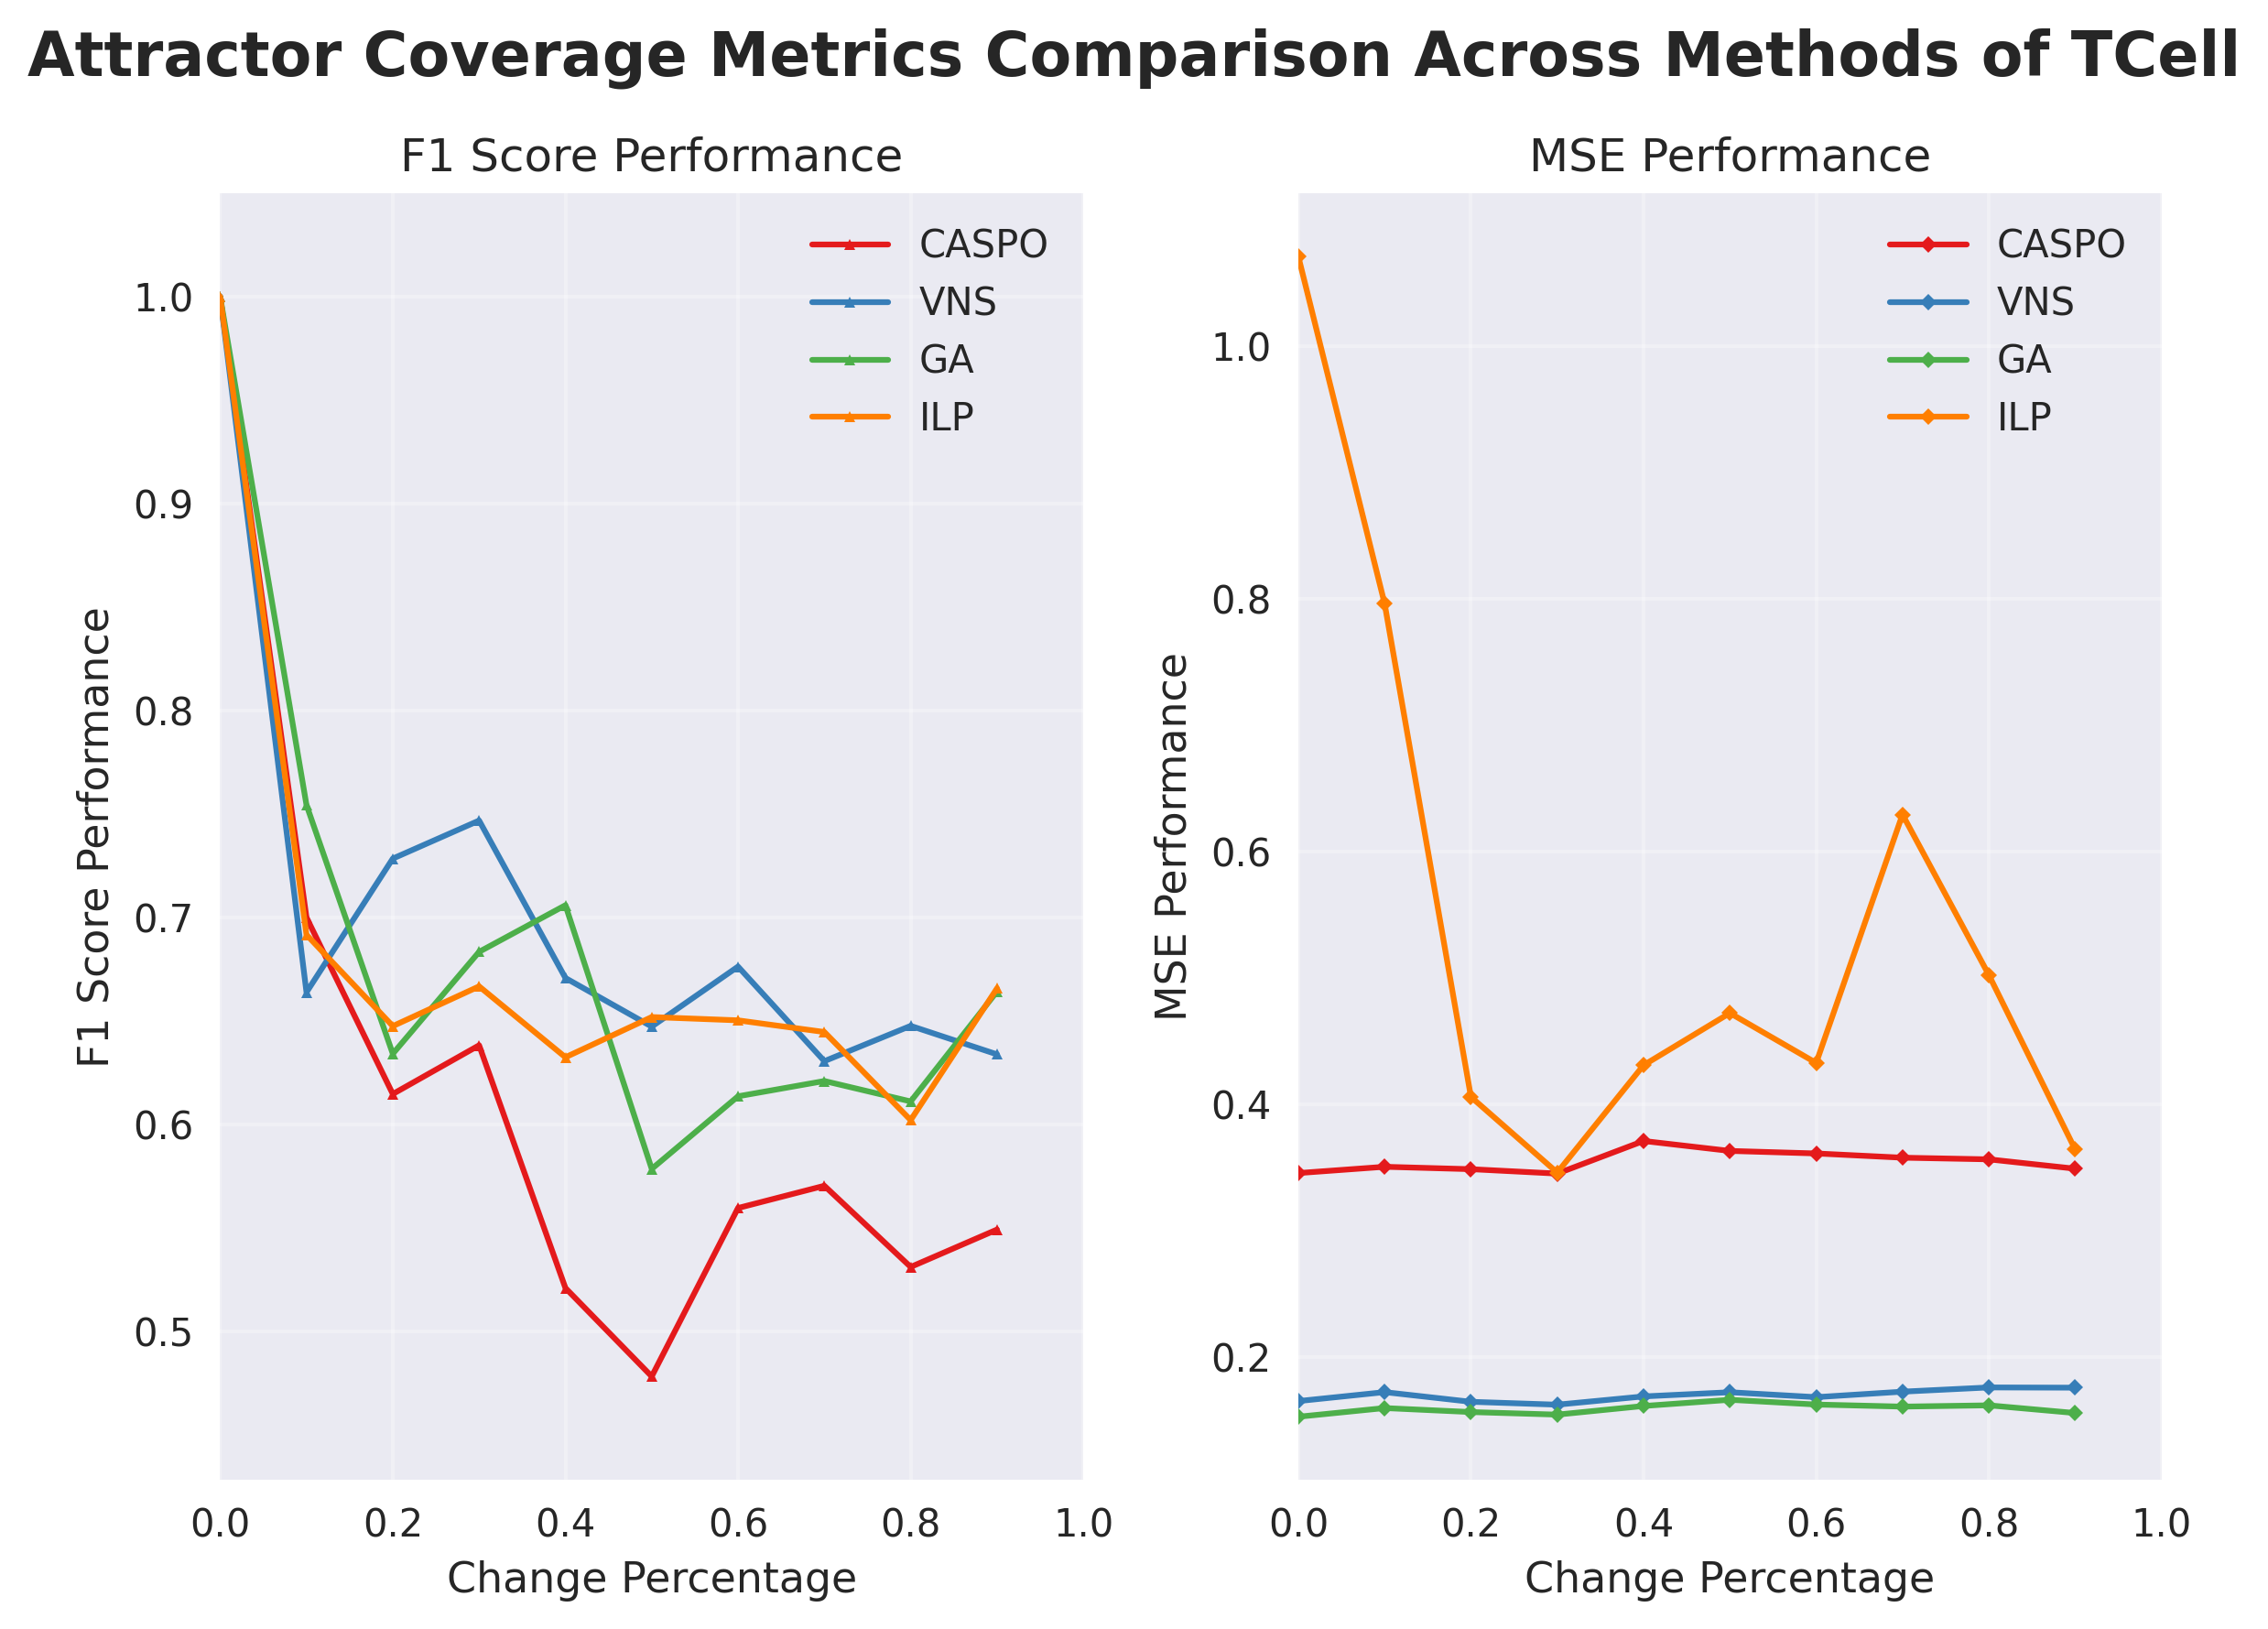 Attractor Coverage Metrics Comparison Across Methods of TCell
F1 Score Performance
CASPO
VNS
GA
ILP
1.0
0.9
0.8
0.7
0.6
0.5
F1 Score Performance
0.0 0.2 0.4 0.6 0.8 1.0
Change Percentage
MSE Performance
CASPO
VNS
GA
ILP
1.0
0.8
0.6
0.4
0.2
MSE Performance
0.0 0.2 0.4 0.6 0.8 1.0
Change Percentage